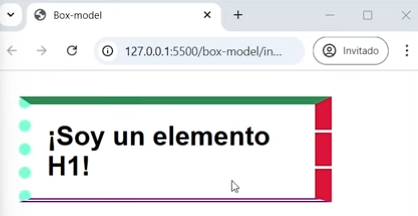 Box-model
127.0.0.1:5500/box-model/in...
Invitado
¡Soy un elemento
H1!